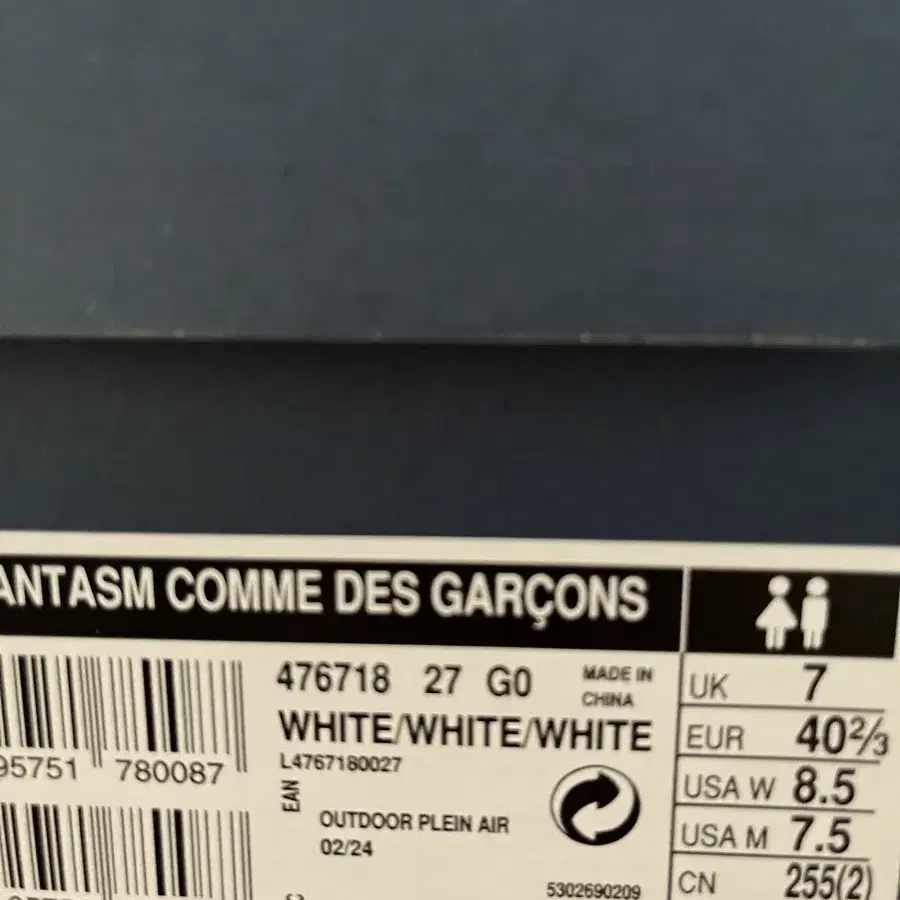 ANTASM COMME DES GARÇONS
476718 27 G0
MADE IN
CHINA
WHITE/WHITE/WHITE
L4767180027
95751 780087
EAN
OUTDOOR PLEIN AIR
02/24
5302690209
UK 7
EUR 40⅔
USA W 8.5
USA M 7.5
CN 255(2)